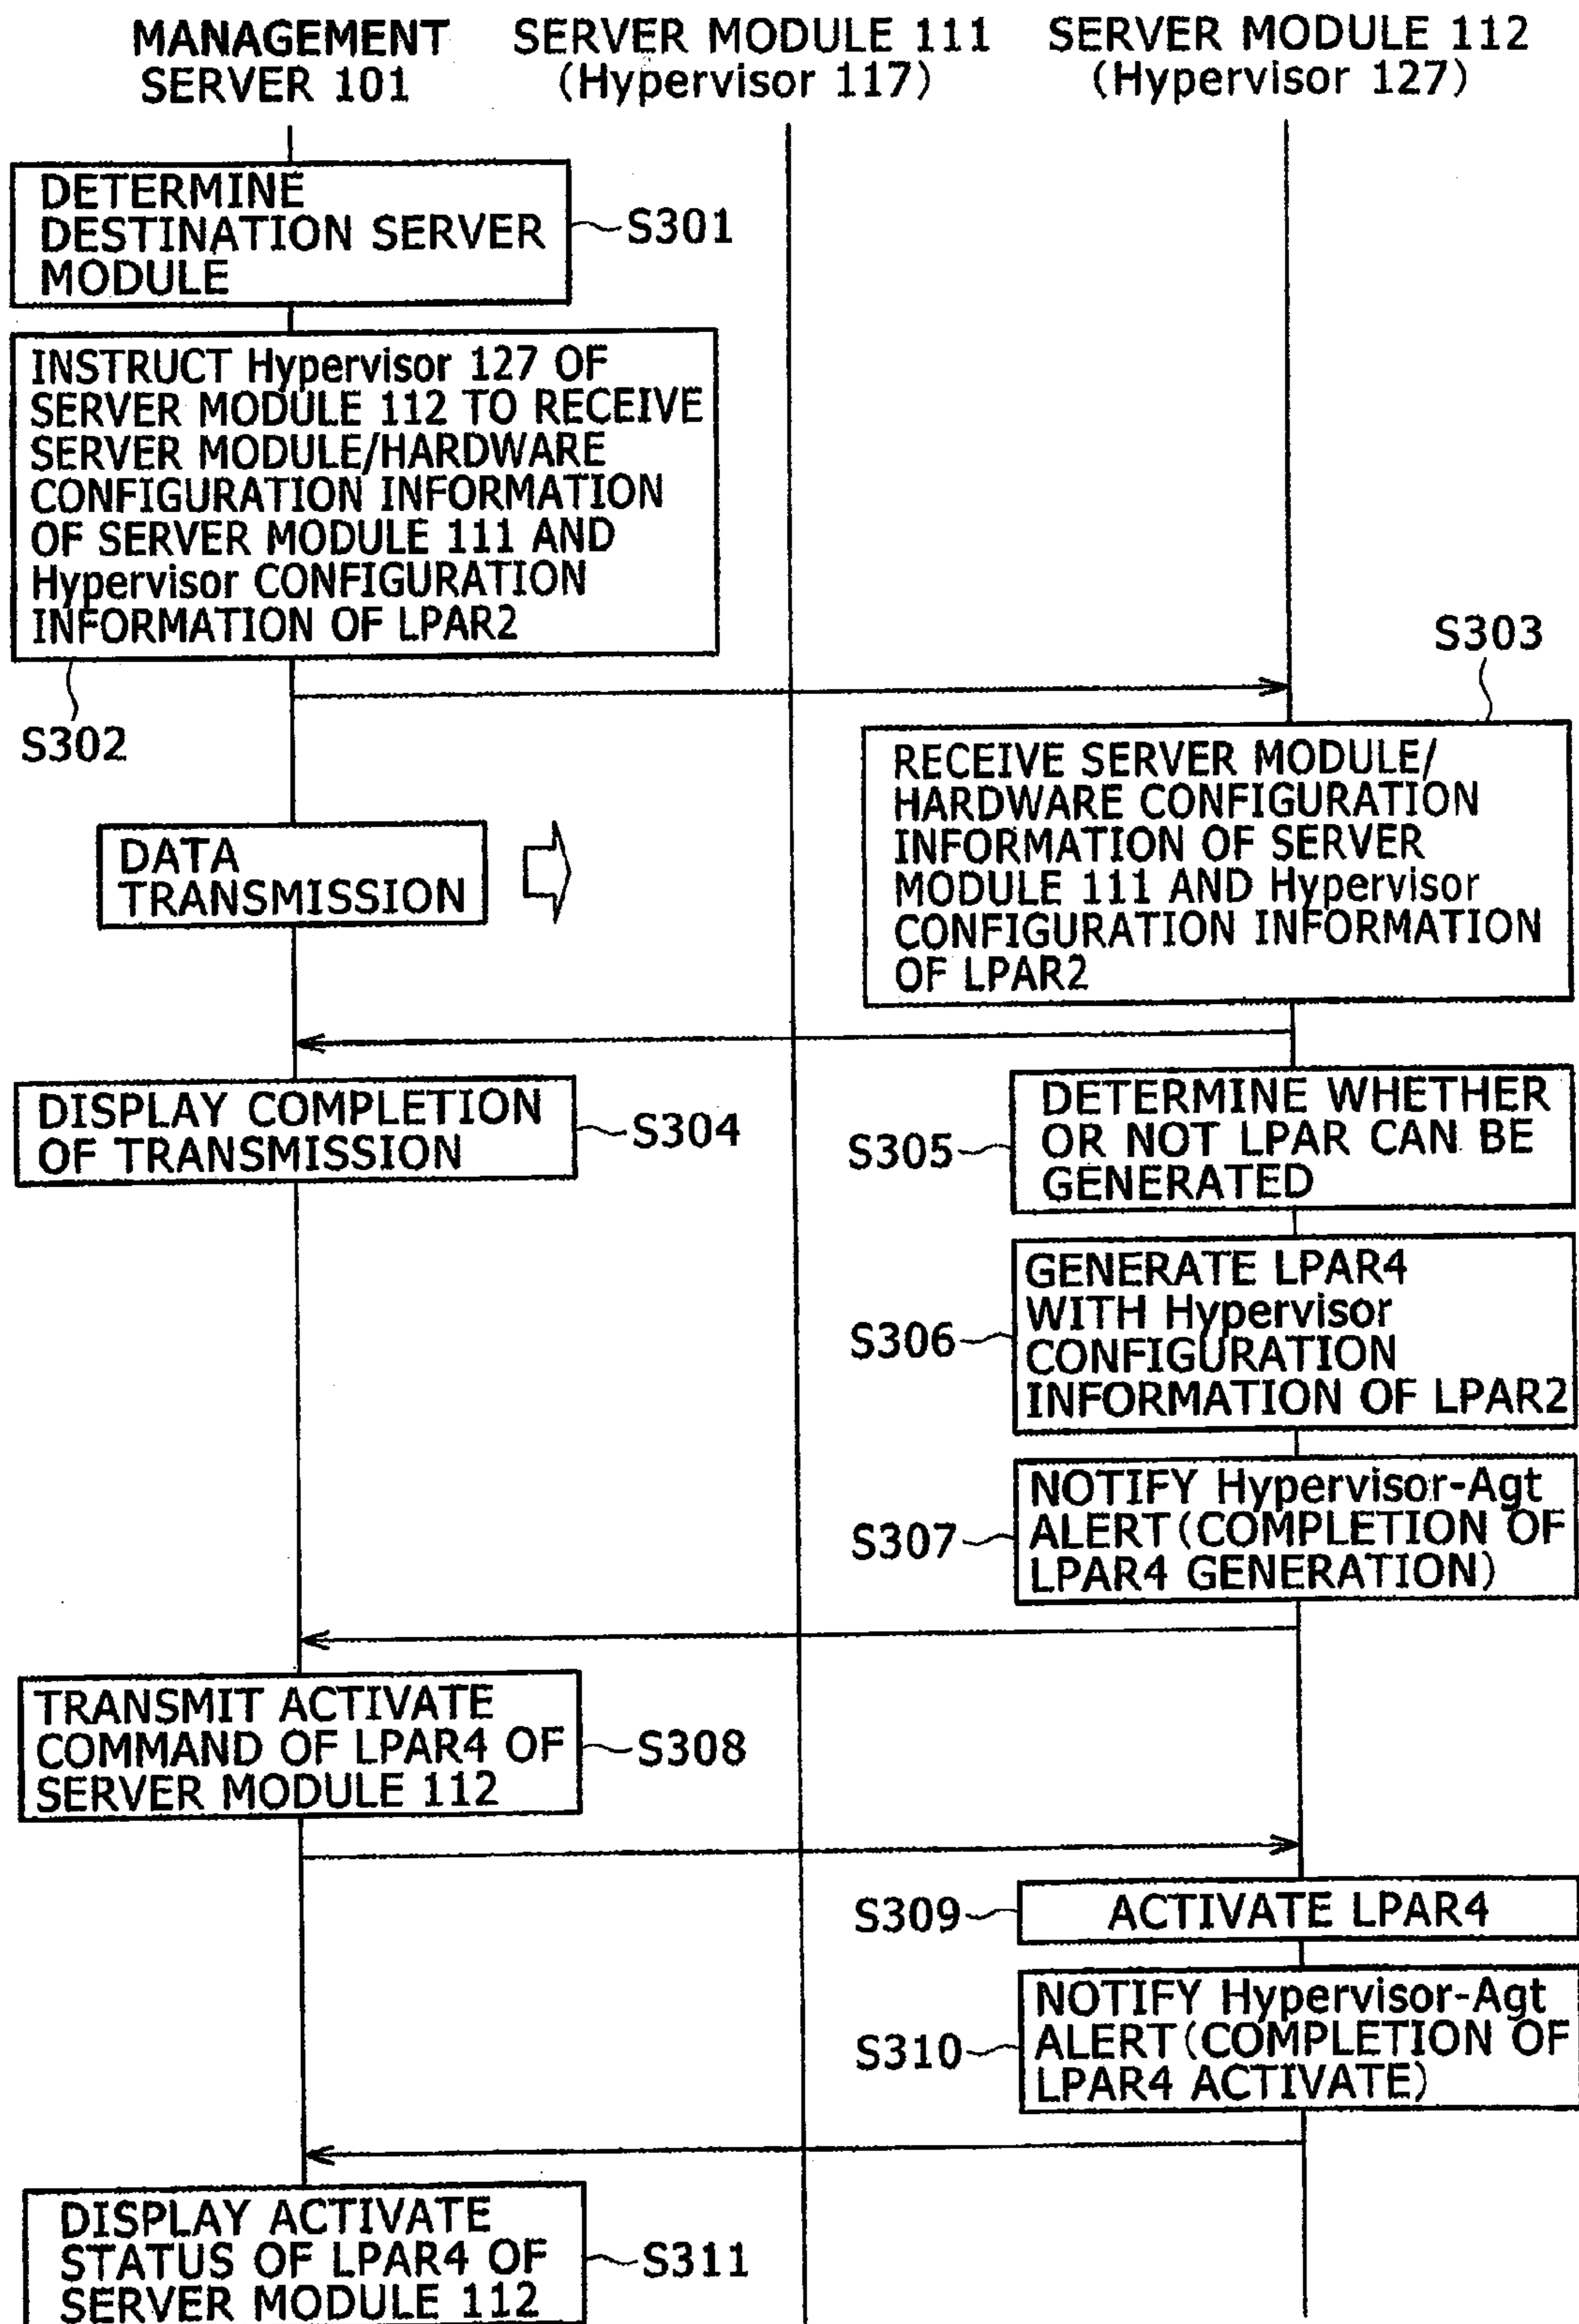 MANAGEMENT
SERVER 101
SERVER MODULE 111
(Hypervisor 117)
SERVER MODULE 112
(Hypervisor 127)
DETERMINE
DESTINATION SERVER
MODULE
S301
INSTRUCT Hypervisor 127 OF
SERVER MODULE 112 TO RECEIVE
SERVER MODULE/HARDWARE
CONFIGURATION INFORMATION
OF SERVER MODULE 111 AND
Hypervisor CONFIGURATION
INFORMATION OF LPAR2
S302
S303
RECEIVE SERVER MODULE/
HARDWARE CONFIGURATION
INFORMATION OF SERVER
MODULE 111 AND Hypervisor
CONFIGURATION INFORMATION
OF LPAR2
DATA
TRANSMISSION
DISPLAY COMPLETION
OF TRANSMISSION
S304
S305
DETERMINE WHETHER
OR NOT LPAR CAN BE
GENERATED
S306
GENERATE LPAR4
WITH Hypervisor
CONFIGURATION
INFORMATION OF LPAR2
S307
NOTIFY Hypervisor-Agt
ALERT(COMPLETION OF
LPAR4 GENERATION)
TRANSMIT ACTIVATE
COMMAND OF LPAR4 OF
SERVER MODULE 112
S308
S309
ACTIVATE LPAR4
S310
NOTIFY Hypervisor-Agt
ALERT(COMPLETION OF
LPAR4 ACTIVATE)
DISPLAY ACTIVATE
STATUS OF LPAR4 OF
SERVER MODULE 112
S311